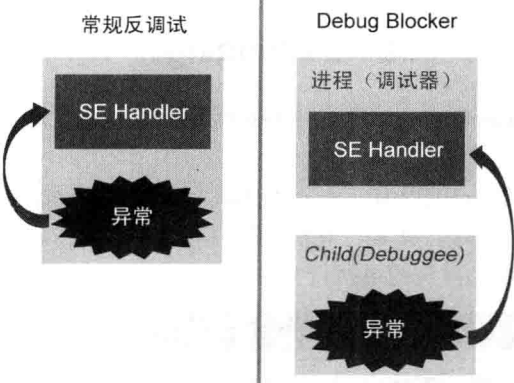 常规反调试
SE Handler
异常
Debug Blocker
进程（调试器）
SE Handler
Child(Debuggee)
异常